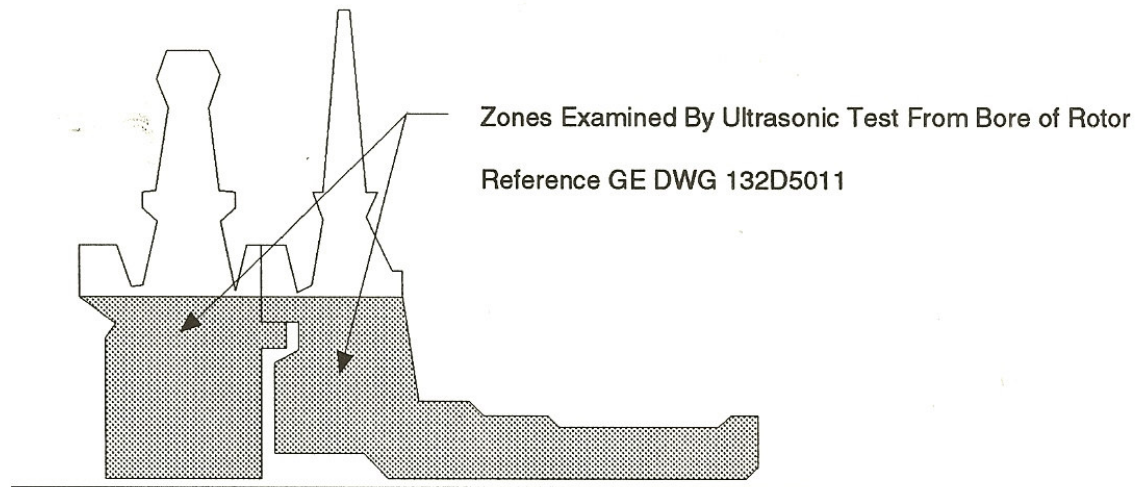 Zones Examined By Ultrasonic Test From Bore of Rotor
Reference GE DWG 132D5011